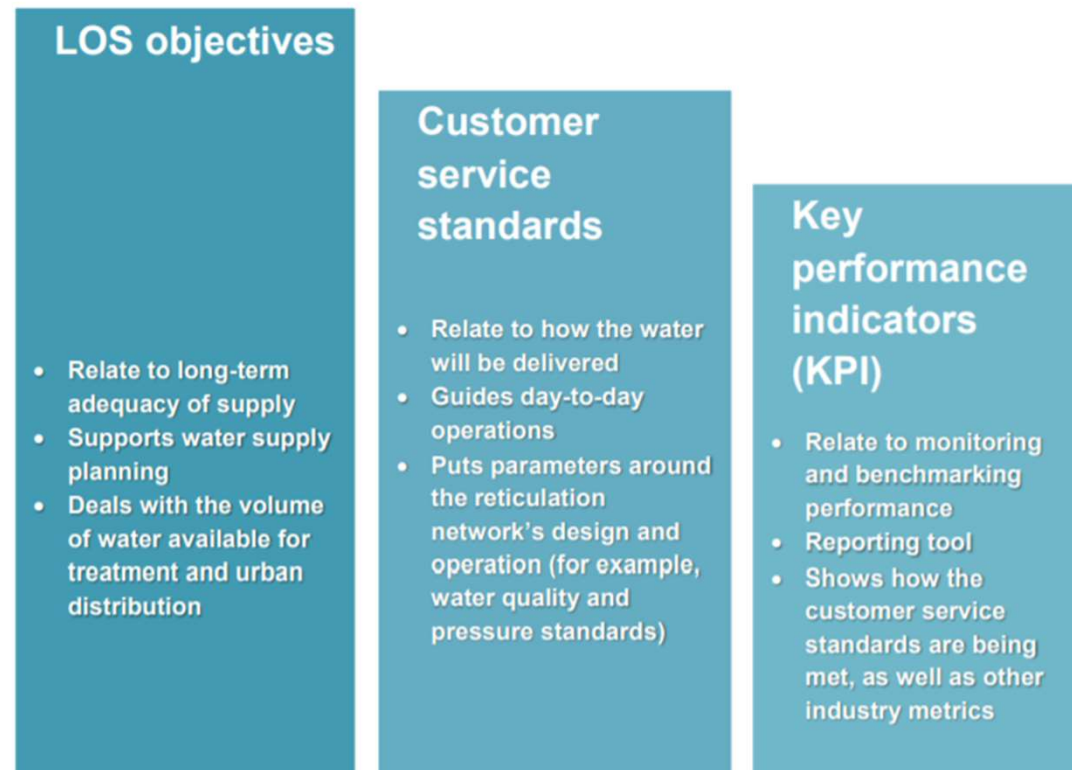 LOS objectives
• Relate to long-term
adequacy of supply
• Supports water supply
planning
• Deals with the volume
of water available for
treatment and urban
distribution
Customer
service
standards
• Relate to how the water
will be delivered
• Guides day-to-day
operations
• Puts parameters around
the reticulation
network’s design and
operation (for example,
water quality and
pressure standards)
Key
performance
indicators
(KPI)
• Relate to monitoring
and benchmarking
performance
• Reporting tool
• Shows how the
customer service
standards are being
met, as well as other
industry metrics